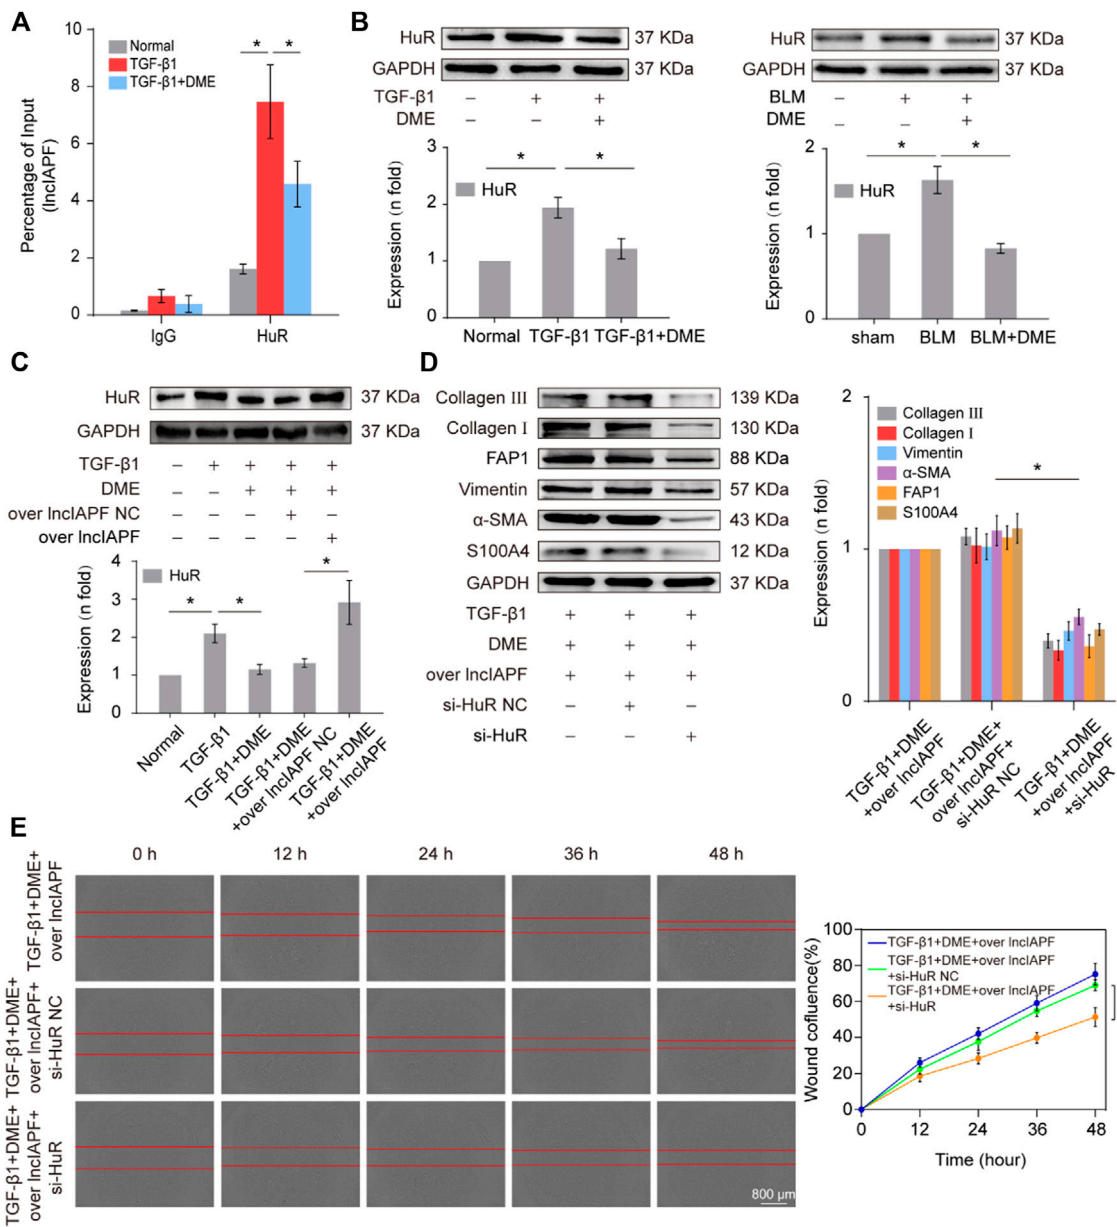 A
Percentage of Input
(lnclAPF)
10
8
6
4
2
0
Normal
TGF-β1
TGF-β1+DME
* *
IgG HuR
B
HuR 37 KDa
GAPDH 37 KDa
TGF-β1 – + +
DME – – +
Expression (n fold)
3
2
1
0
HuR
* *
Normal TGF-β1 TGF-β1+DME
HuR 37 KDa
GAPDH 37 KDa
BLM – + +
DME – – +
Expression (n fold)
2
1
0
HuR
* *
sham BLM BLM+DME
C
HuR 37 KDa
GAPDH 37 KDa
TGF-β1 – + + + +
DME – – + + +
over lnclAPF NC – – – + –
over lnclAPF – – – – +
Expression (n fold)
4
3
2
1
0
HuR
* * *
Normal
TGF-β1
TGF-β1+DME
TGF-β1+DME
+over lnclAPF NC
TGF-β1+DME
+over lnclAPF
D
Collagen III 139 KDa
Collagen I 130 KDa
FAP1 88 KDa
Vimentin 57 KDa
α-SMA 43 KDa
S100A4 12 KDa
GAPDH 37 KDa
TGF-β1 + + +
DME + + +
over lnclAPF + + +
si-HuR NC – + –
si-HuR – – +
Expression (n fold)
2
1
0
Collagen III
Collagen I
Vimentin
α-SMA
FAP1
S100A4
*
TGF-β1+DME
+over lnclAPF
TGF-β1+DME+
over lnclAPF+
si-HuR NC
TGF-β1+DME
+over lnclAPF
+si-HuR
E
0 h 12 h 24 h 36 h 48 h
TGF-β1+DME+
over lnclAPF
TGF-β1+DME+
over lnclAPF+
si-HuR NC
TGF-β1+DME+
over lnclAPF+
si-HuR
800 μm
Wound cofluence(%)
100
80
60
40
20
0
TGF-β1+DME+over lnclAPF
TGF-β1+DME+over lnclAPF
+si-HuR NC
TGF-β1+DME+over lnclAPF
+si-HuR
0 12 24 36 48
Time (hour)